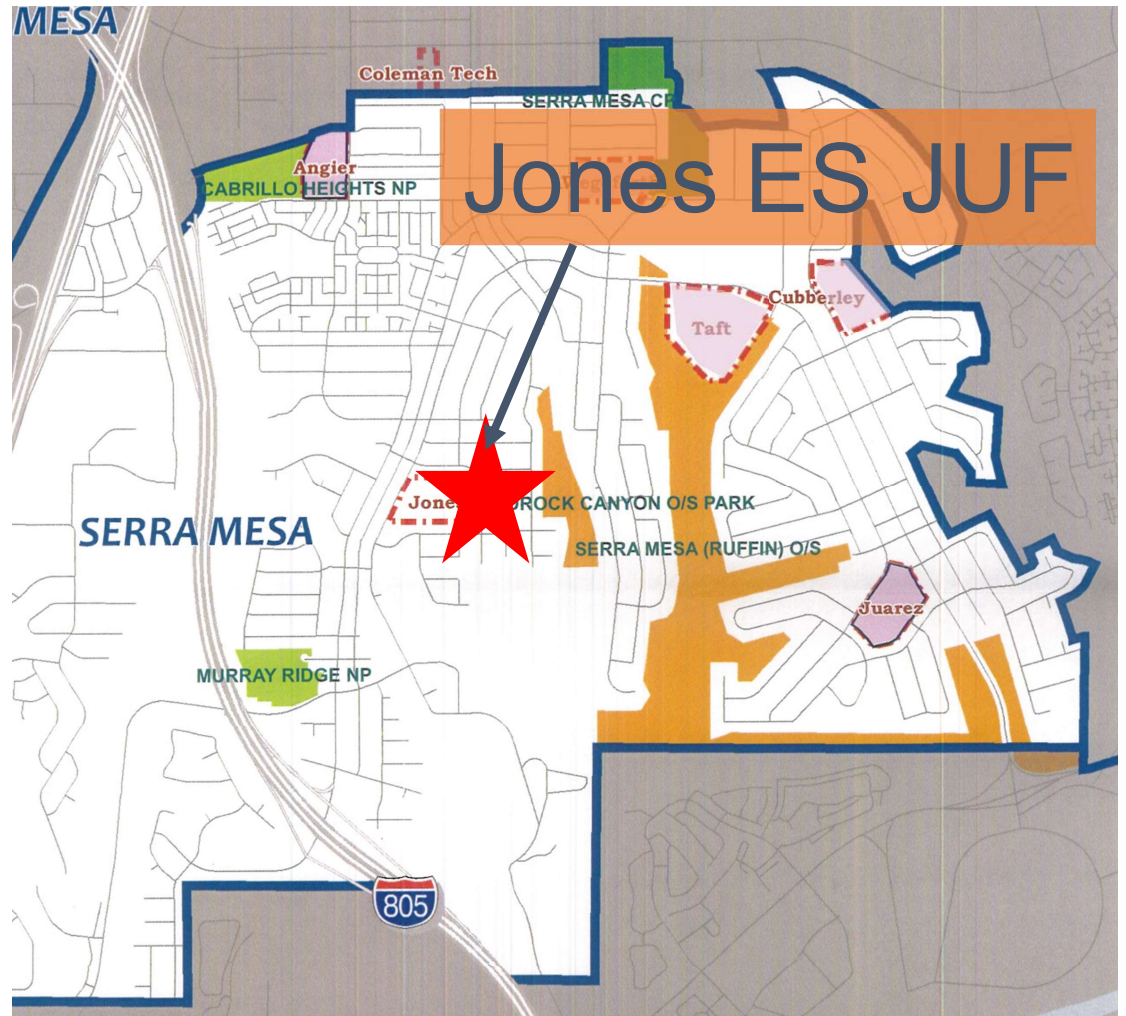 MESA
Coleman Tech
SERRA MESA CP
Jones ES JUF
Angier
CABRILLO HEIGHTS NP
Cubberley
Taft
Jones
ROCK CANYON O/S PARK
SERRA MESA
SERRA MESA (RUFFIN) O/S
Juarez
MURRAY RIDGE NP
805